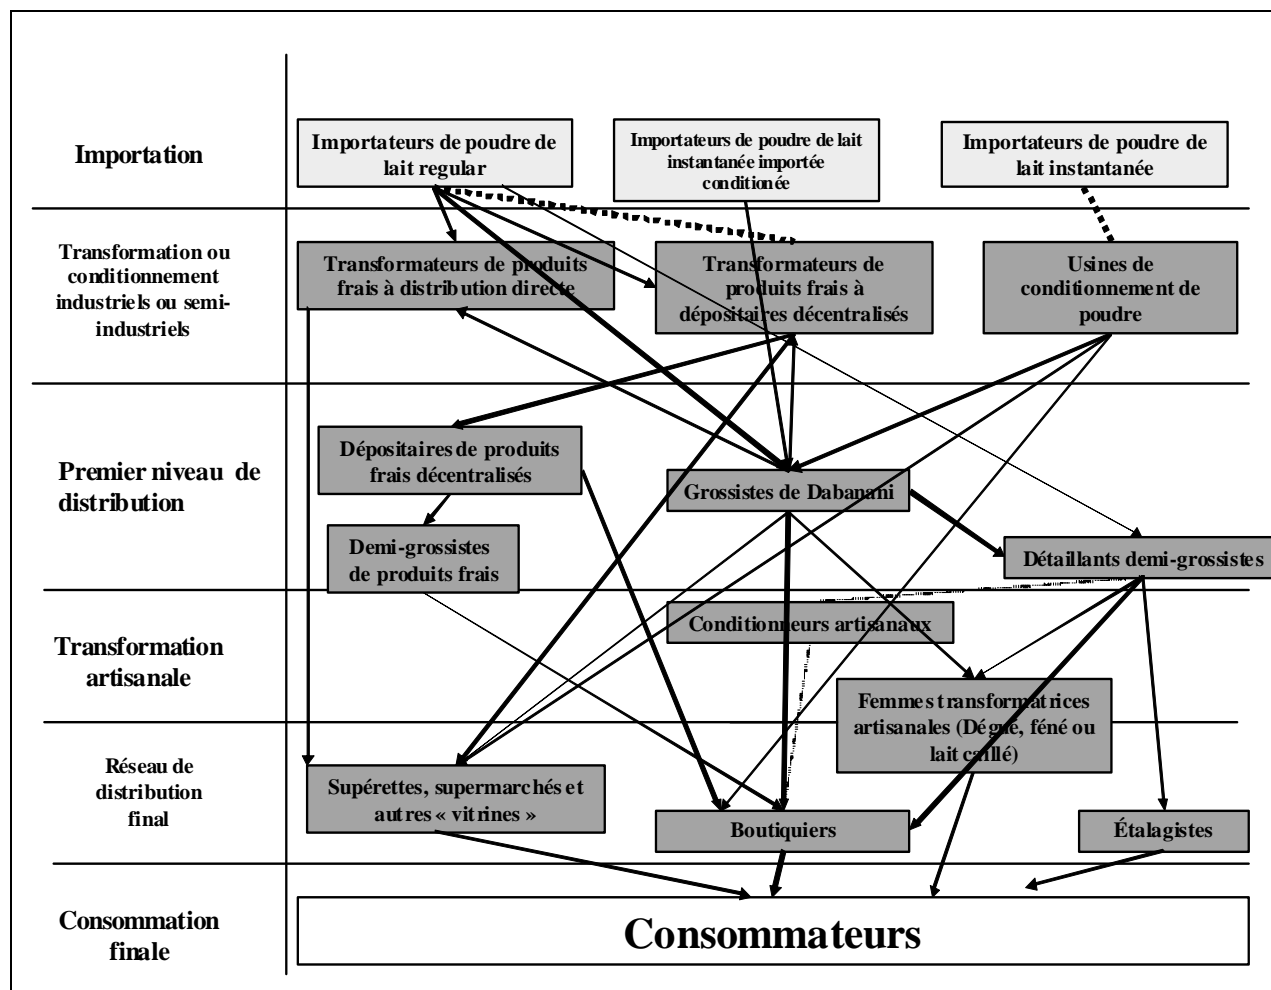 Importation
Importateurs de poudre de
lait regular
Importateurs de poudre de lait
instantanée importée
conditionée
Importateurs de poudre de
lait instantanée
Transformation ou
conditionnement
industriels ou semi-
industriels
Transformateurs de produits
frais à distribution directe
Transformateurs de
produits frais à
dépositaires décentralisés
Usines de
conditionnement de
poudre
Premier niveau de
distribution
Dépositaires de produits
frais décentralisés
Grossistes de Dabanani
Demi-grossistes
de produits frais
Détaillants demi-grossistes
Transformation
artisanale
Conditionneurs artisanaux
Femmes transformatrices
artisanales (Dégué, féné ou
lait caillé)
Réseau de
distribution
final
Supérettes, supermarchés et
autres « vitrines »
Boutiquiers
Étalagistes
Consommation
finale
Consommateurs